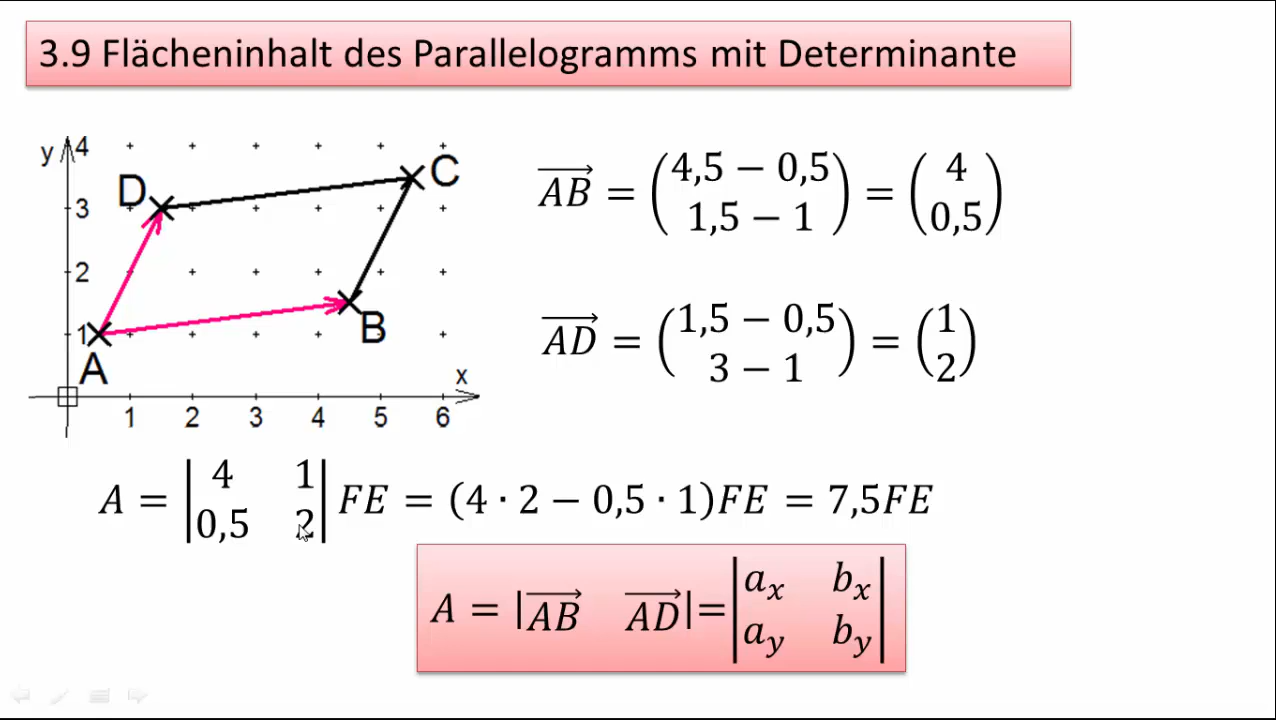 3.9 Flächeninhalt des Parallelogramms mit Determinante
y 4
D C
3
2
1 B
A
x
1 2 3 4 5 6
AB = (4,5 − 0,5
1,5 − 1) = (4
0,5)
AD = (1,5 − 0,5
3 − 1) = (1
2)
A = |4 1
0,5 2| FE = (4 · 2 − 0,5 · 1)FE = 7,5FE
A = |AB AD|=|aₓ bₓ
a_y b_y|